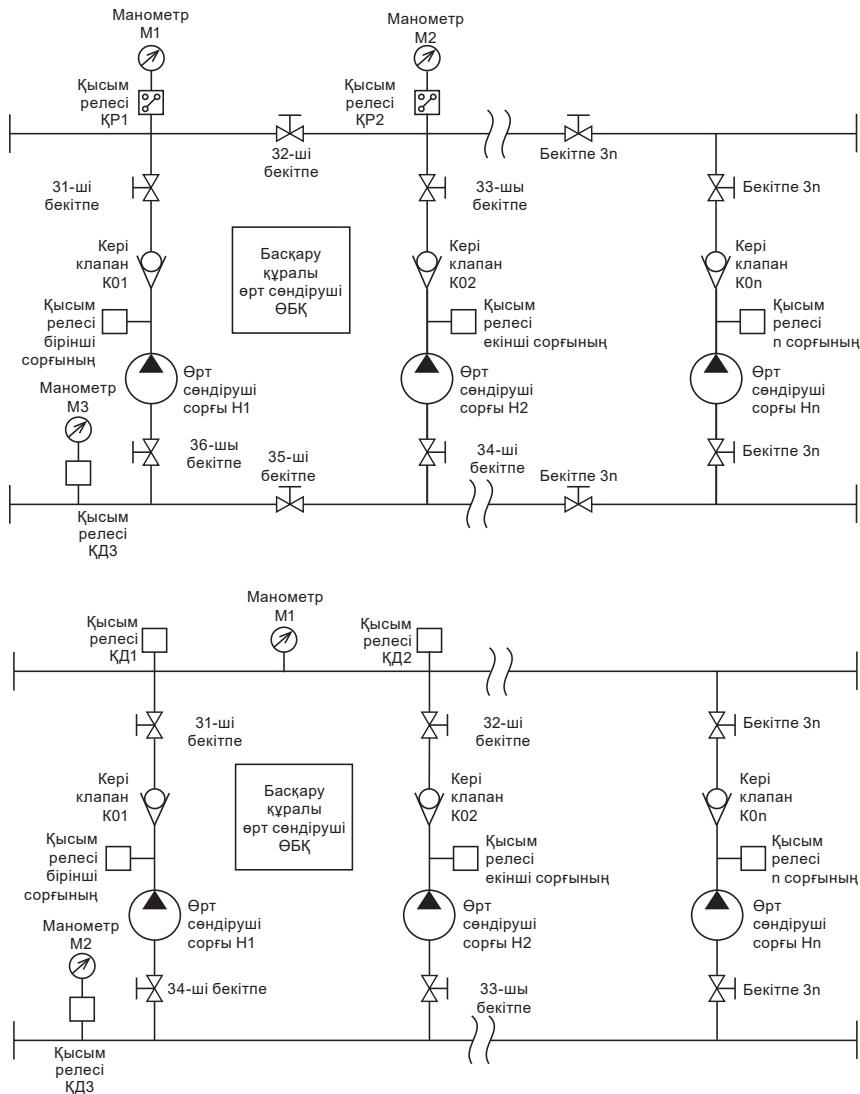 Манометр
М1
Манометр
М2
Қысым
релесі
ҚР1
Қысым
релесі
ҚР2
32-ші
бекітпе
Бекітпе 3n
31-ші
бекітпе
33-шы
бекітпе
Бекітпе 3n
Кері
клапан
К01
Басқару
құралы
өрт сөндіруші
ӨБҚ
Кері
клапан
К02
Кері
клапан
К0n
Қысым
релесі
бірінші
сорғының
Қысым
релесі
екінші сорғының
Қысым
релесі
n сорғының
Өрт
сөндіруші
сорғы Н1
Өрт
сөндіруші
сорғы Н2
Өрт
сөндіруші
сорғы Нn
Манометр
М3
36-шы
бекітпе
35-ші
бекітпе
34-ші
бекітпе
Бекітпе 3n
Бекітпе 3n
Қысым
релесі
ҚД3
Қысым
релесі
ҚД1
Манометр
М1
Қысым
релесі
ҚД2
31-ші
бекітпе
32-ші
бекітпе
Бекітпе 3n
Кері
клапан
К01
Басқару
құралы
өрт сөндіруші
ӨБҚ
Кері
клапан
К02
Кері
клапан
К0n
Қысым
релесі
бірінші
сорғының
Қысым
релесі
екінші сорғының
Қысым
релесі
n сорғының
Өрт
сөндіруші
сорғы Н1
Өрт
сөндіруші
сорғы Н2
Өрт
сөндіруші
сорғы Нn
Манометр
М2
34-ші бекітпе
33-шы
бекітпе
Бекітпе 3n
Қысым
релесі
ҚД3